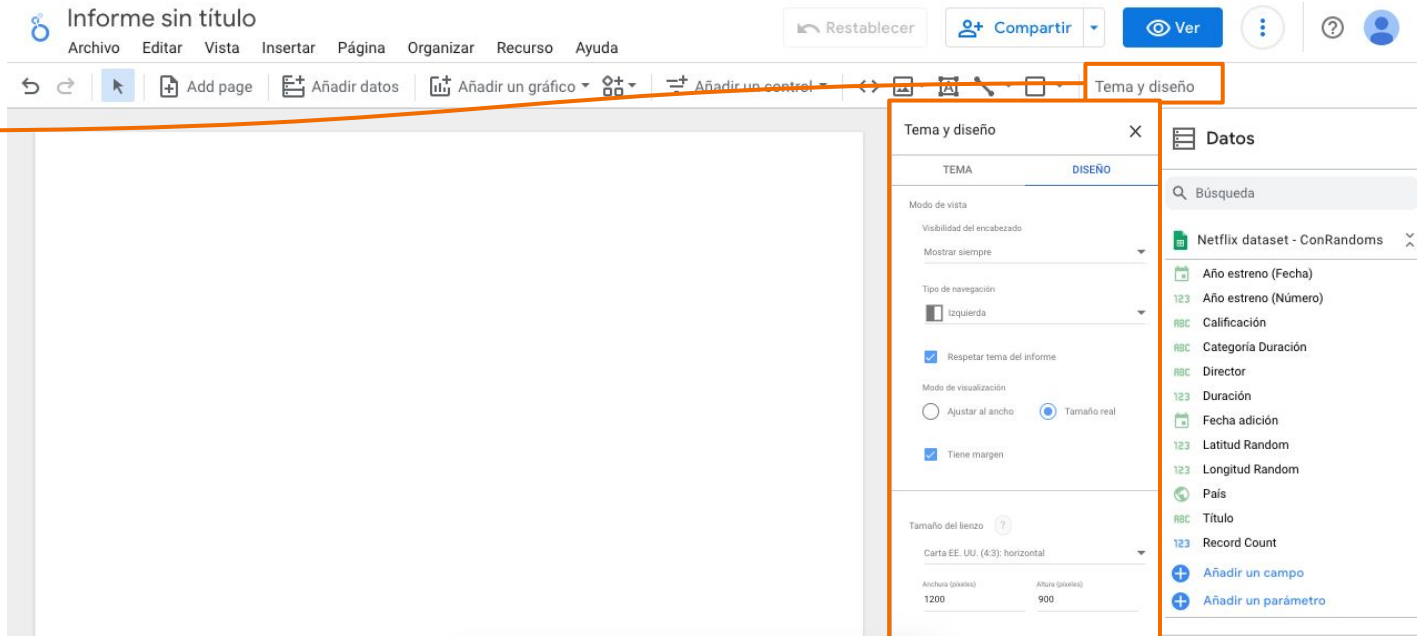 Informe sin título
Archivo Editar Vista Insertar Página Organizar Recurso Ayuda
Restablecer
Compartir
Ver
Add page
Añadir datos
Añadir un gráfico
Añadir un control
Tema y diseño
Tema y diseño
TEMA
DISEÑO
Modo de vista
Visibilidad del encabezado
Mostrar siempre
Tipo de navegación
Izquierda
Respetar tema del informe
Modo de visualización
Ajustar al ancho
Tamaño real
Tiene margen
Tamaño del lienzo ?
Carta EE. UU. (4:3): horizontal
Anchura (píxeles)
Altura (píxeles)
1200
900
Datos
Búsqueda
Netflix dataset - ConRandoms
Año estreno (Fecha)
123 Año estreno (Número)
ABC Calificación
ABC Categoría Duración
ABC Director
123 Duración
Fecha adición
123 Latitud Random
123 Longitud Random
País
ABC Título
123 Record Count
Añadir un campo
Añadir un parámetro